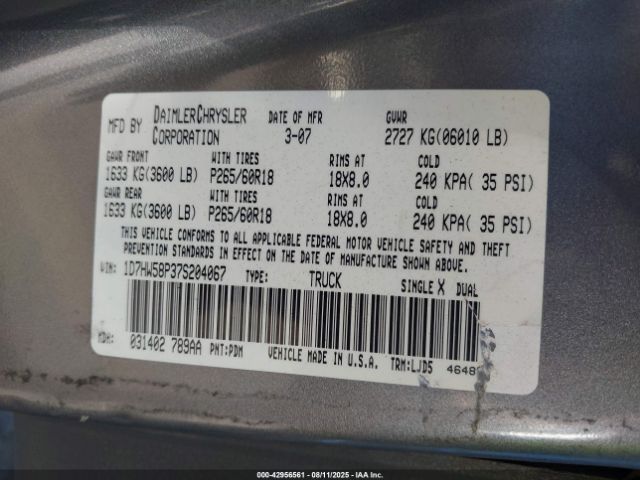 MFD BY DAIMLERCHRYSLER CORPORATION DATE OF MFR 3-07 GVWR 2727 KG(06010 LB)
GAWR FRONT WITH TIRES RIMS AT COLD
1633 KG(3600 LB) P265/60R18 18X8.0 240 KPA( 35 PSI)
GAWR REAR WITH TIRES RIMS AT COLD
1633 KG(3600 LB) P265/60R18 18X8.0 240 KPA( 35 PSI)
THIS VEHICLE CONFORMS TO ALL APPLICABLE FEDERAL MOTOR VEHICLE SAFETY AND THEFT
PREVENTION STANDARDS IN EFFECT ON THE DATE OF MANUFACTURE SHOWN ABOVE.
VIN: 1D7HW58P37S204067 TYPE: TRUCK SINGLE X DUAL
MDH: 031402 789AA PNT:PDM VEHICLE MADE IN U.S.A. TRM:LJD5
000-42956561 - 08/11/2025 - IAA Inc.